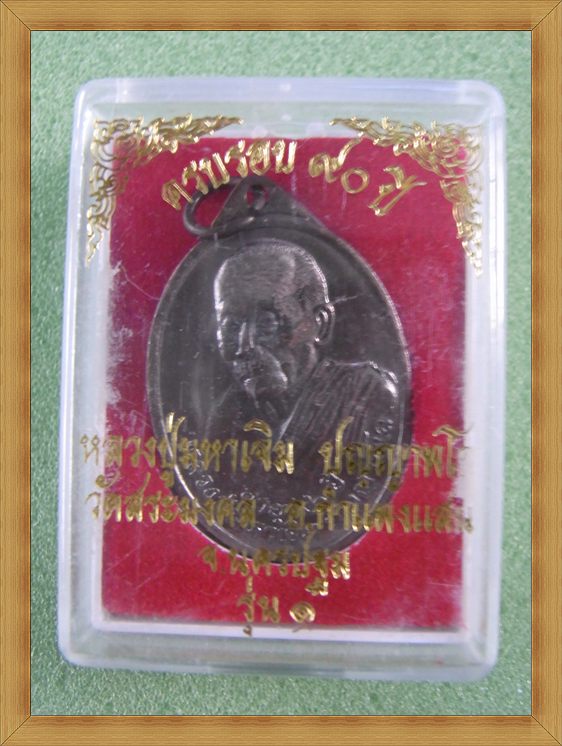 ครบรอบ ๙๐ ปี
หลวงปู่มหาเจิม ปญฺญาพโล
วัดสระมงคล อ.กำแพงแสน
จ.นครปฐม
รุ่น ๑